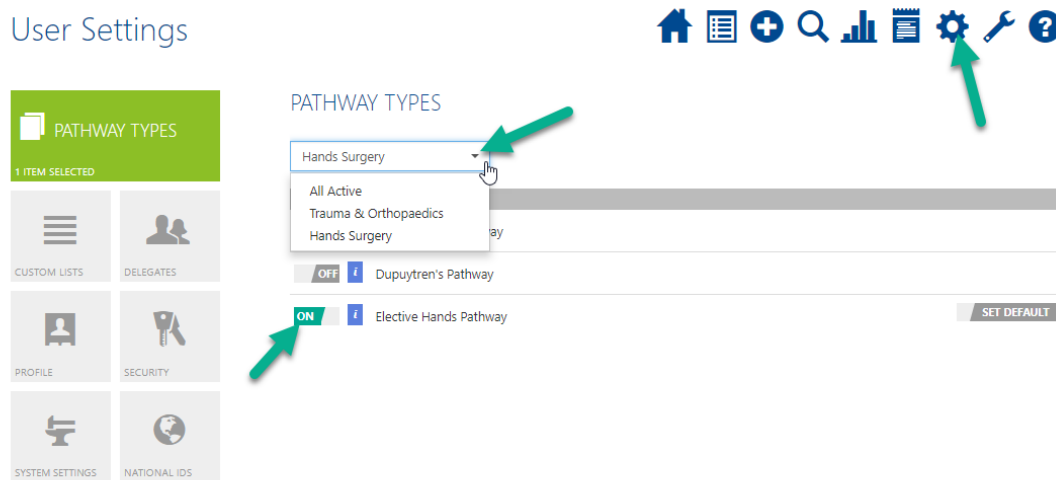 User Settings
PATHWAY TYPES
1 ITEM SELECTED
CUSTOM LISTS
DELEGATES
PROFILE
SECURITY
SYSTEM SETTINGS
NATIONAL IDS
PATHWAY TYPES
Hands Surgery
All Active
Trauma & Orthopaedics
Hands Surgery
OFF i Dupuytren's Pathway
ON i Elective Hands Pathway
SET DEFAULT